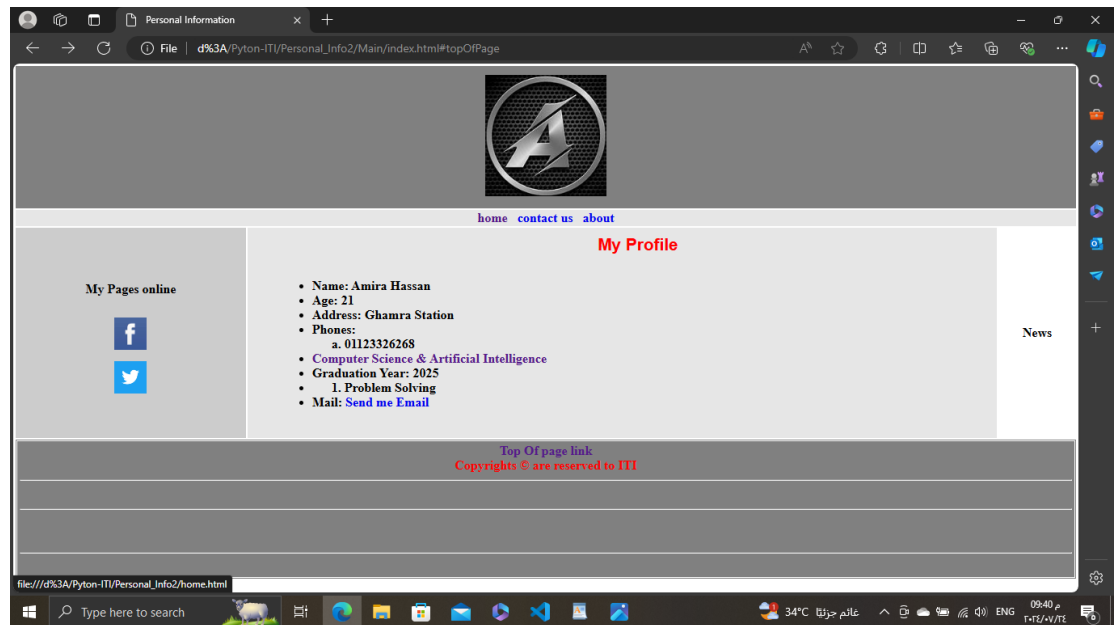 Personal Information
File | d%3A/Pyton-ITI/Personal_Info2/Main/index.html#topOfPage
home contact us about
My Profile
My Pages online
• Name: Amira Hassan
• Age: 21
• Address: Ghamra Station
• Phones:
a. 01123326268
• Computer Science & Artificial Intelligence
• Graduation Year: 2025
• 1. Problem Solving
• Mail: Send me Email
News
Top Of page link
Copyrights © are reserved to ITI
file:///d%3A/Pyton-ITI/Personal_Info2/home.html
Type here to search
34°C غائم جزئيًا
ENG
09:40 م
٢٠٢٤/٠٧/٢٤